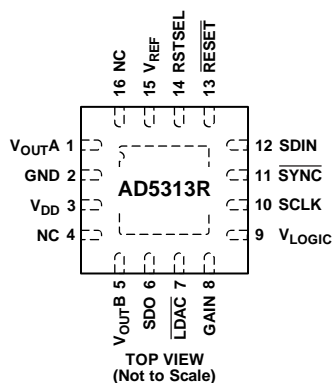 16 NC
15 VREF
14 RSTSEL
13 RESET
VOUTA 1
GND 2
VDD 3
NC 4
AD5313R
12 SDIN
11 SYNC
10 SCLK
9 VLOGIC
VOUTB 5
SDO 6
LDAC 7
GAIN 8
TOP VIEW
(Not to Scale)